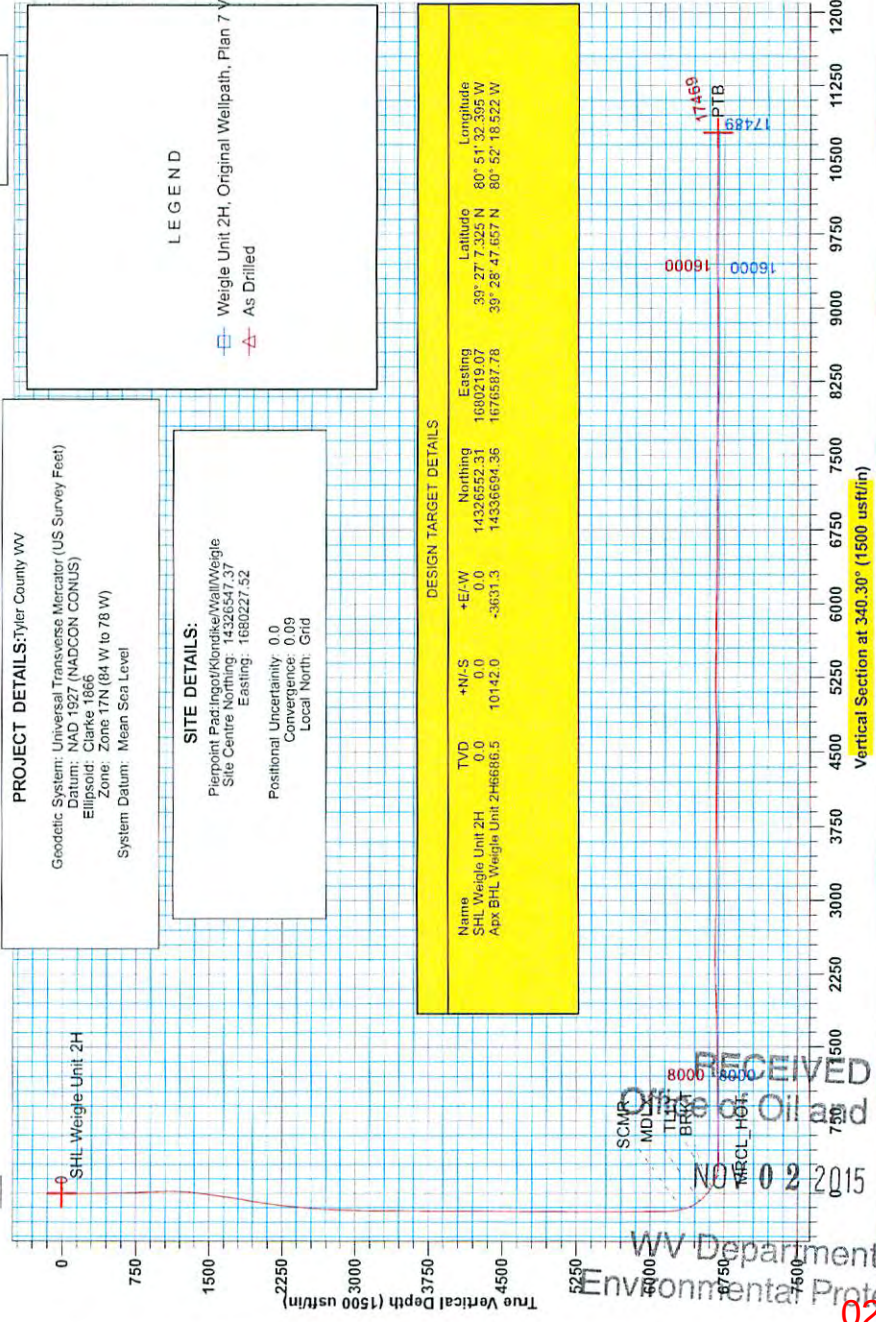 PROJECT DETAILS:Tyler County WV
Geodetic System: Universal Transverse Mercator (US Survey Feet)
Datum: NAD 1927 (NADCON CONUS)
Ellipsoid: Clarke 1866
Zone: Zone 17N (84 W to 78 W)
System Datum: Mean Sea Level
SITE DETAILS:
Pierpoint Pad:Ingot/Klondike/Wall/Weigle
Site Centre Northing: 14326547.37
Easting: 1680227.52
Positional Uncertainity: 0.0
Convergence: 0.09
Local North: Grid
LEGEND
Weigle Unit 2H, Original Wellpath, Plan 7 V
As Drilled
DESIGN TARGET DETAILS
Name TVD +N/-S +E/-W Northing Easting Latitude Longitude
SHL Weigle Unit 2H 0.0 0.0 0.0 14326552.31 1680219.07 39° 27' 7.325 N 80° 51' 32.395 W
Apx BHL Weigle Unit 2H6686.5 10142.0 -3631.3 14336694.36 1676587.78 39° 28' 47.657 N 80° 52' 18.522 W
0
SHL Weigle Unit 2H
SCMR
BRKT
MRCL_HOT
8000
8000
16000
16000
17469
PTB
17489
0
750
1500
2250
3000
3750
4500
5250
6000
6750
7500
True Vertical Depth (1500 usft/in)
0
750
1500
2250
3000
3750
4500
5250
6000
6750
7500
8250
9000
9750
10500
11250
1200
Vertical Section at 340.30° (1500 usft/in)
RECEIVED
Office of Oil and
NOV 02 2015
WV Department
Environmental Prote
02